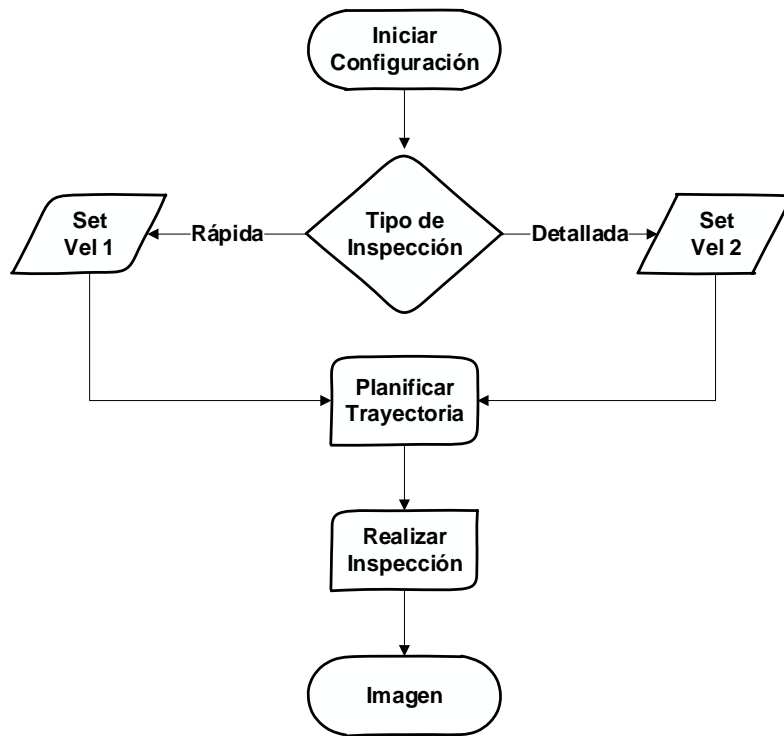 Iniciar
Configuración
Tipo de
Inspección
Rápida
Detallada
Set
Vel 1
Set
Vel 2
Planificar
Trayectoria
Realizar
Inspección
Imagen